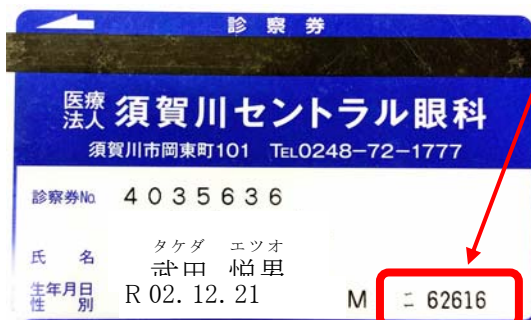 診察券
医療法人 須賀川セントラル眼科
須賀川市岡東町101 TEL0248-72-1777
診察券No. 4035636
タケダ エツオ
氏名 武田 悦男
生年月日
性別 R 02.12.21 M ニ 62616